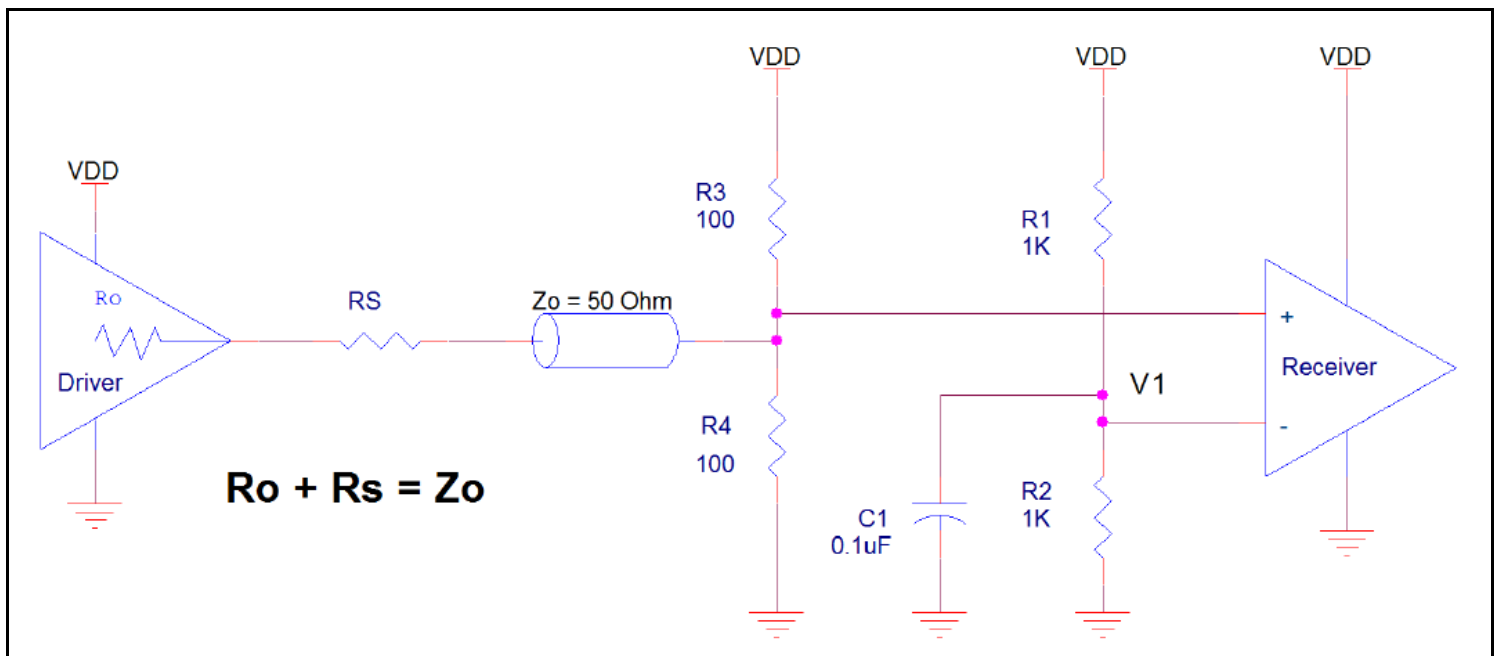 VDD
VDD
VDD
VDD
R3
100
R1
1K
Ro
RS
Zo = 50 Ohm
+
Receiver
Driver
V1
-
R4
100
Ro + Rs = Zo
C1
0.1uF
R2
1K